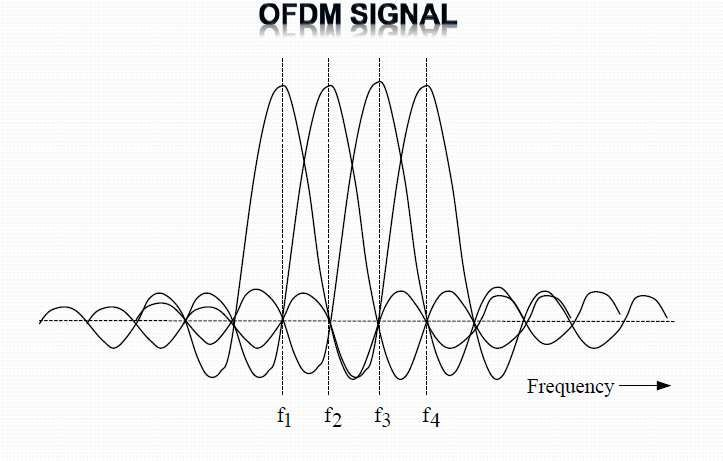 OFDM SIGNAL
Frequency
f1 f2 f3 f4